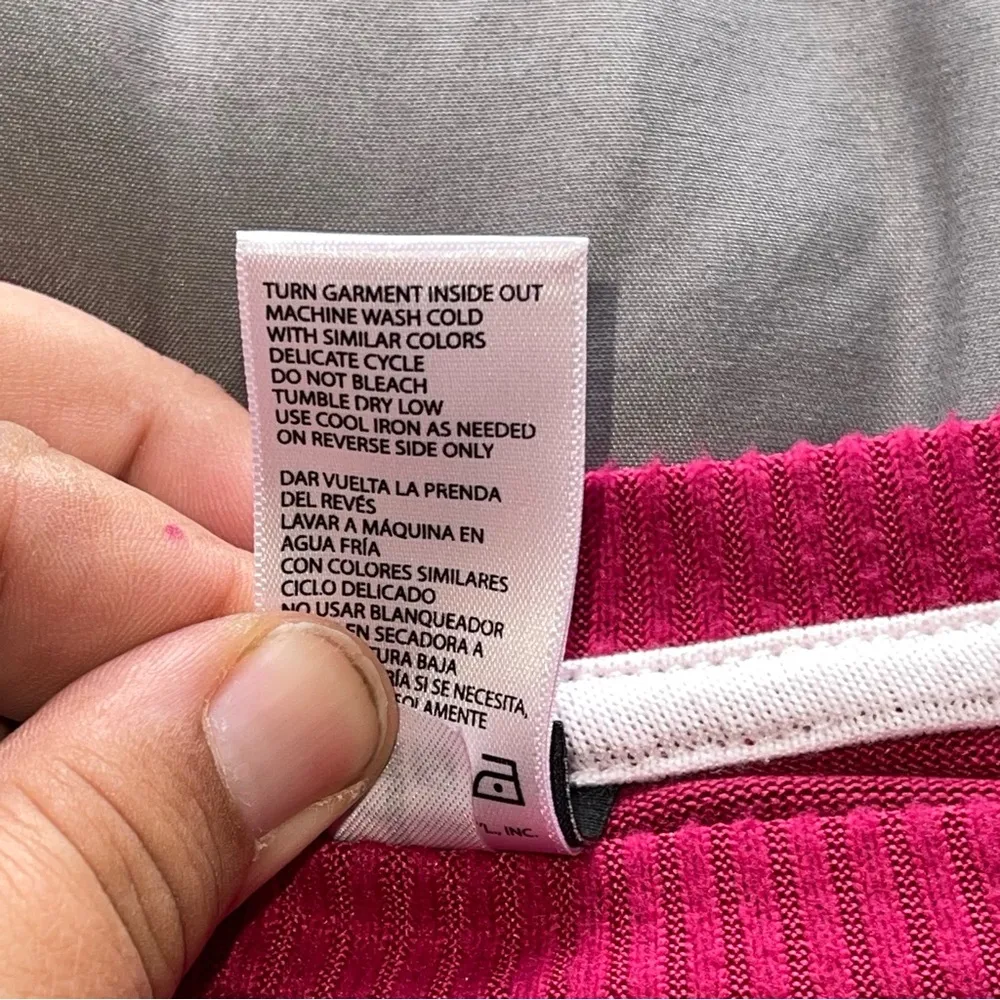 TURN GARMENT INSIDE OUT
MACHINE WASH COLD
WITH SIMILAR COLORS
DELICATE CYCLE
DO NOT BLEACH
TUMBLE DRY LOW
USE COOL IRON AS NEEDED
ON REVERSE SIDE ONLY
DAR VUELTA LA PRENDA
DEL REVÉS
LAVAR A MÁQUINA EN
AGUA FRÍA
CON COLORES SIMILARES
CICLO DELICADO
NO USAR BLANQUEADOR
EN SECADORA A
BAJA
SI SE NECESITA,
SOLAMENTE
INC.